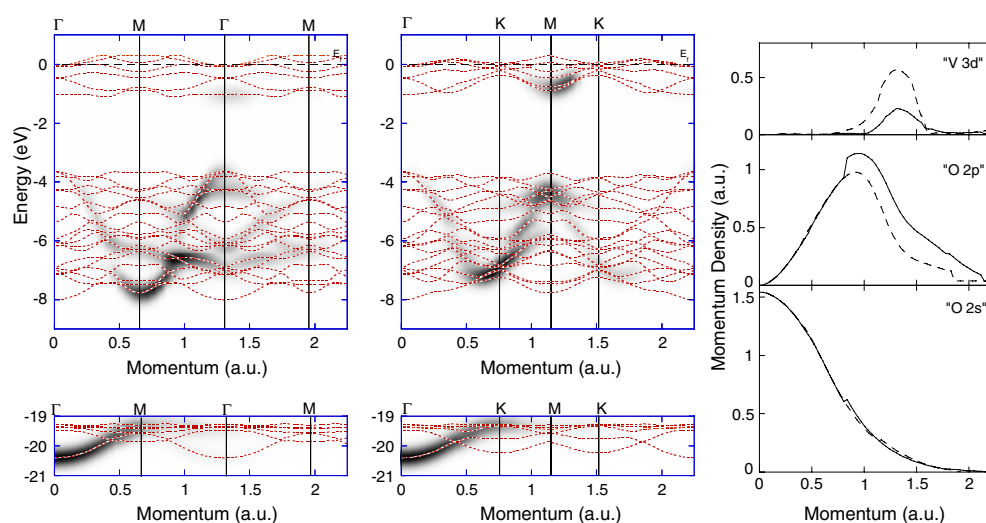 Γ M Γ M
E_f
0
-2
-4
-6
-8
Energy (eV)
0 0.5 1 1.5 2
Momentum (a.u.)
Γ M Γ M
-19
-20
-21
0 0.5 1 1.5 2
Momentum (a.u.)
Γ K M K
E_f
0
-2
-4
-6
-8
0 0.5 1 1.5 2
Momentum (a.u.)
Γ K M K
-19
-20
-21
0 0.5 1 1.5 2
Momentum (a.u.)
"V 3d"
0.5
0
"O 2p"
1
0.5
0
"O 2s"
1.5
1
0.5
0
Momentum Density (a.u.)
0 0.5 1 1.5 2
Momentum (a.u.)